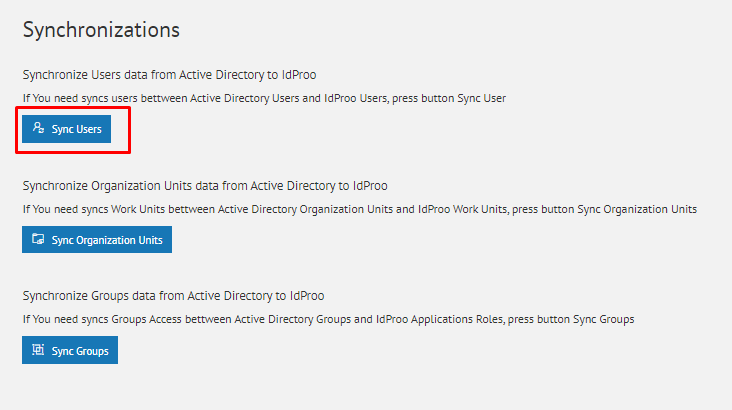 Synchronizations
Synchronize Users data from Active Directory to IdProo
If You need syncs users bettween Active Directory Users and IdProo Users, press button Sync User
Sync Users
Synchronize Organization Units data from Active Directory to IdProo
If You need syncs Work Units bettween Active Directory Organization Units and IdProo Work Units, press button Sync Organization Units
Sync Organization Units
Synchronize Groups data from Active Directory to IdProo
If You need syncs Groups Access bettween Active Directory Groups and IdProo Applications Roles, press button Sync Groups
Sync Groups